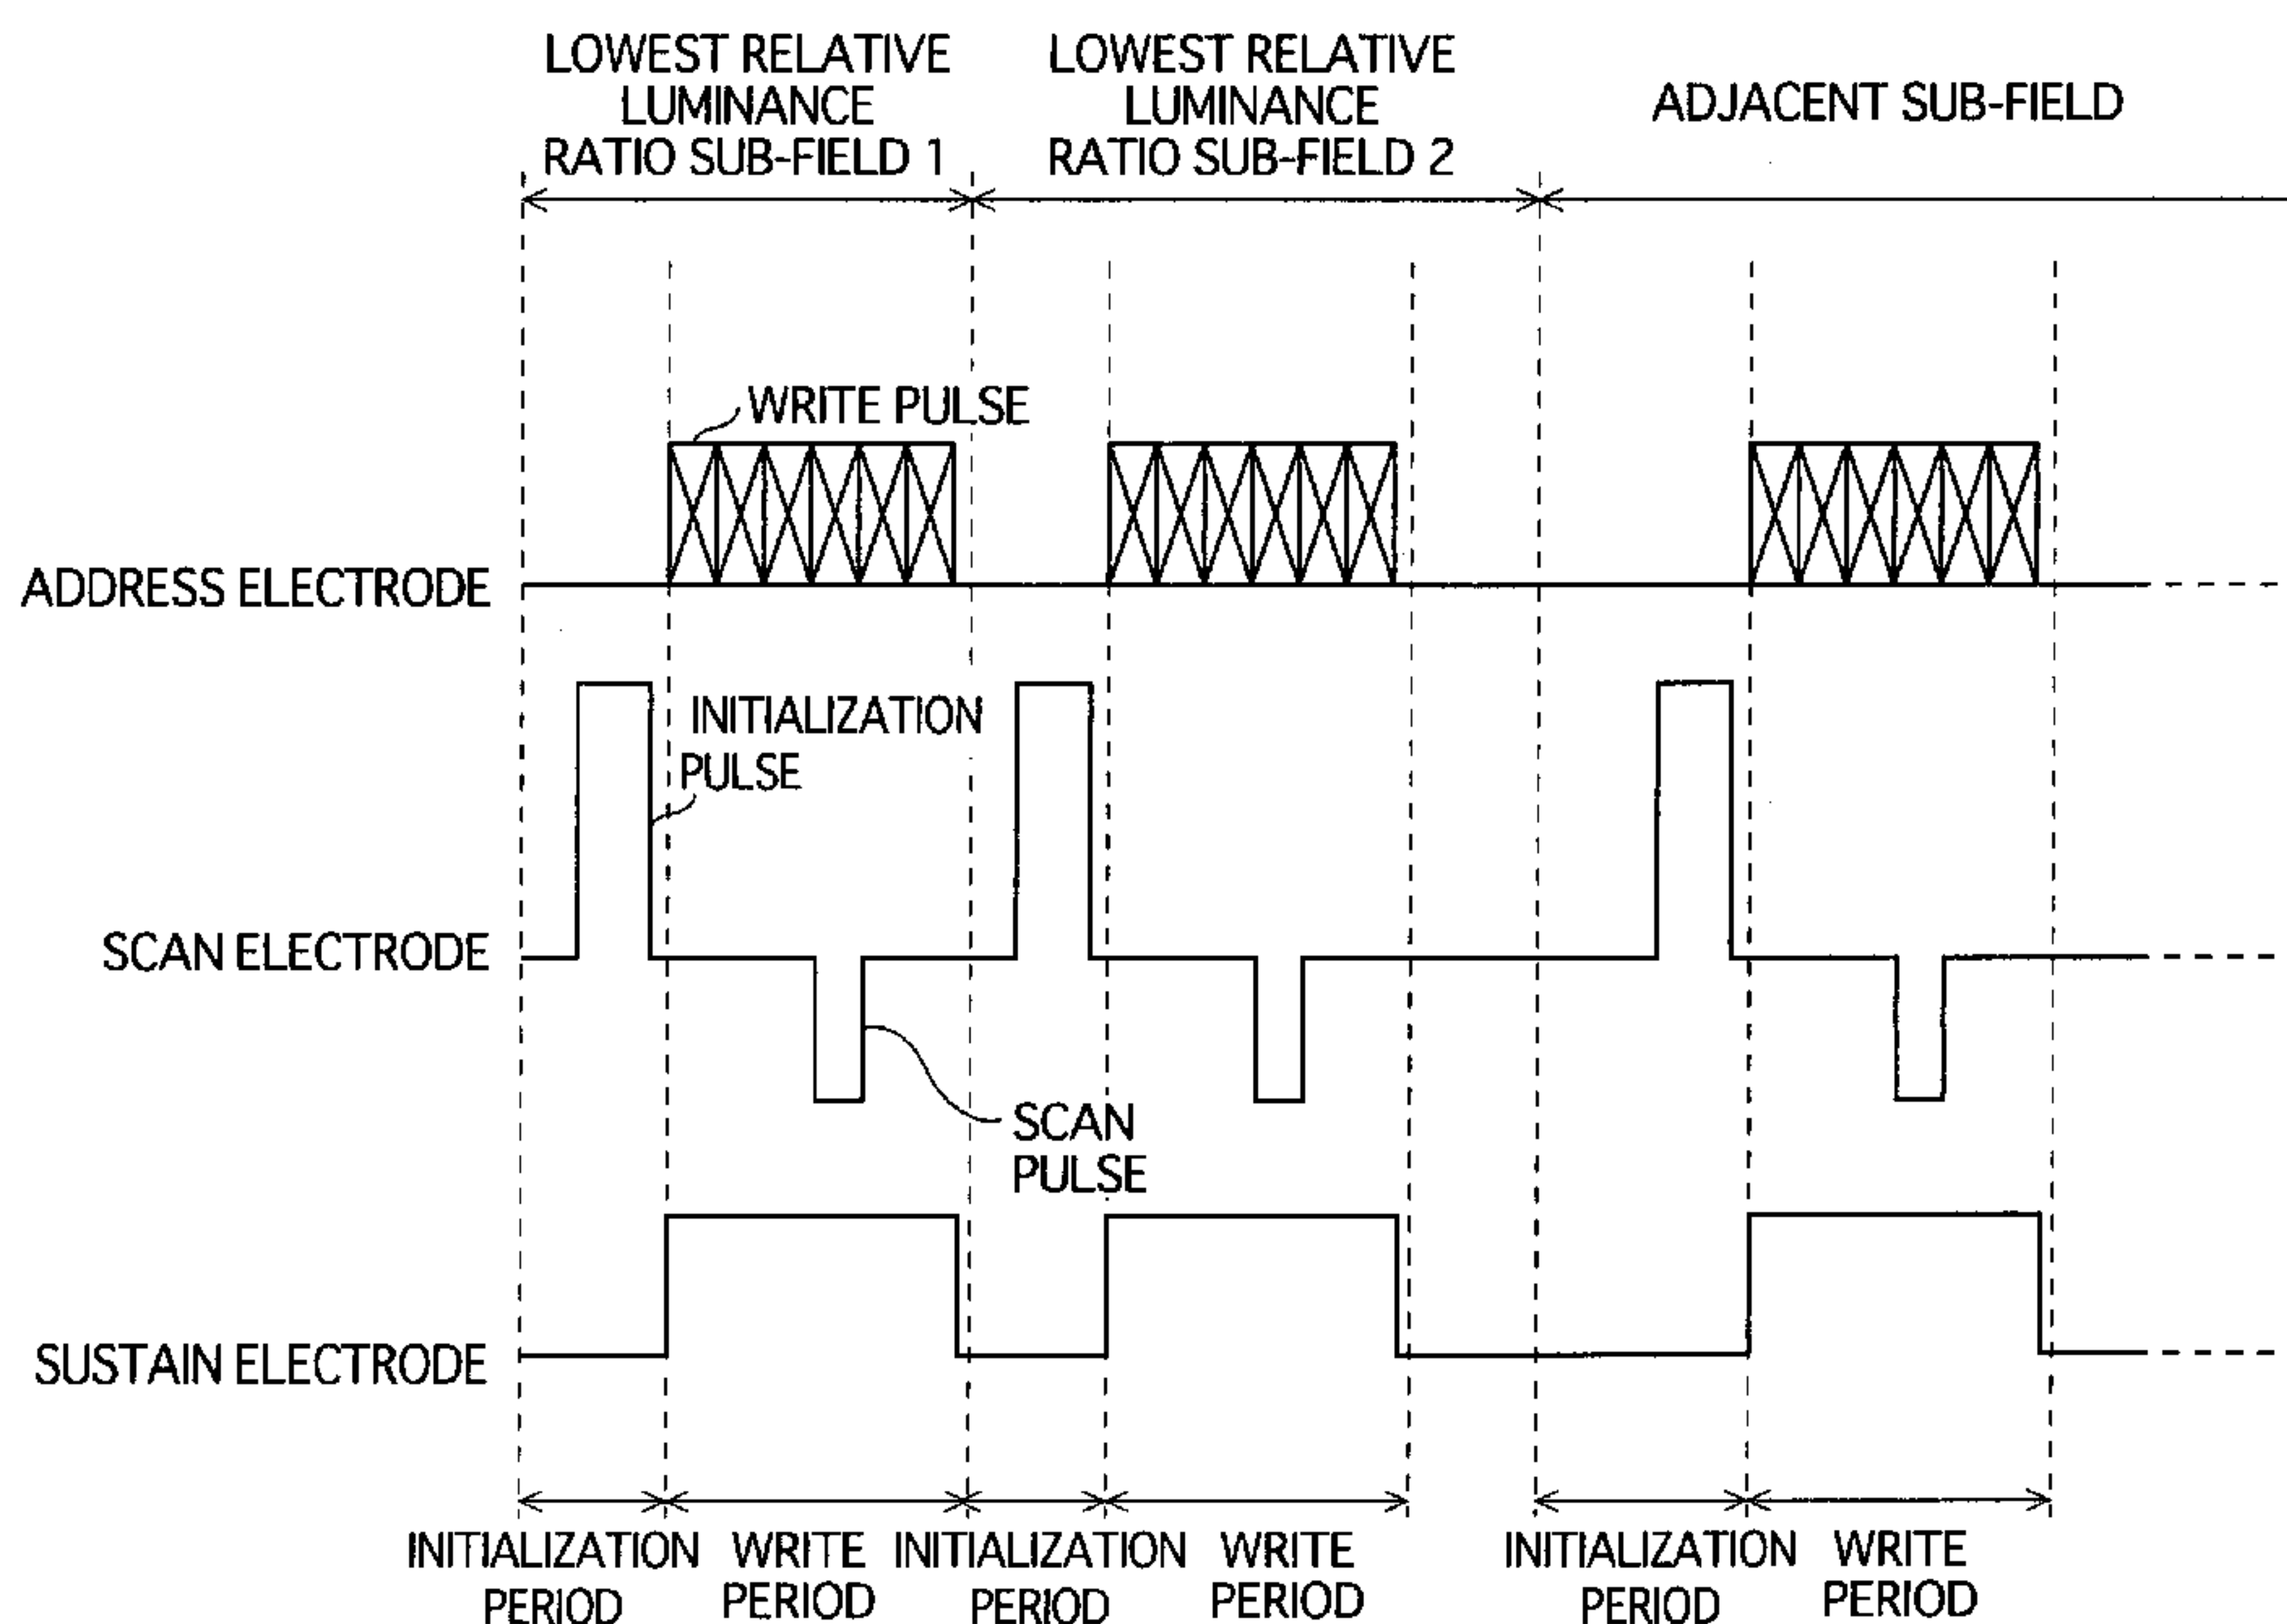 LOWEST RELATIVE
LUMINANCE
RATIO SUB-FIELD 1
LOWEST RELATIVE
LUMINANCE
RATIO SUB-FIELD 2
ADJACENT SUB-FIELD
WRITE PULSE
ADDRESS ELECTRODE
INITIALIZATION
PULSE
SCAN ELECTRODE
SCAN
PULSE
SUSTAIN ELECTRODE
INITIALIZATION
PERIOD
WRITE
PERIOD
INITIALIZATION
PERIOD
WRITE
PERIOD
INITIALIZATION
PERIOD
WRITE
PERIOD